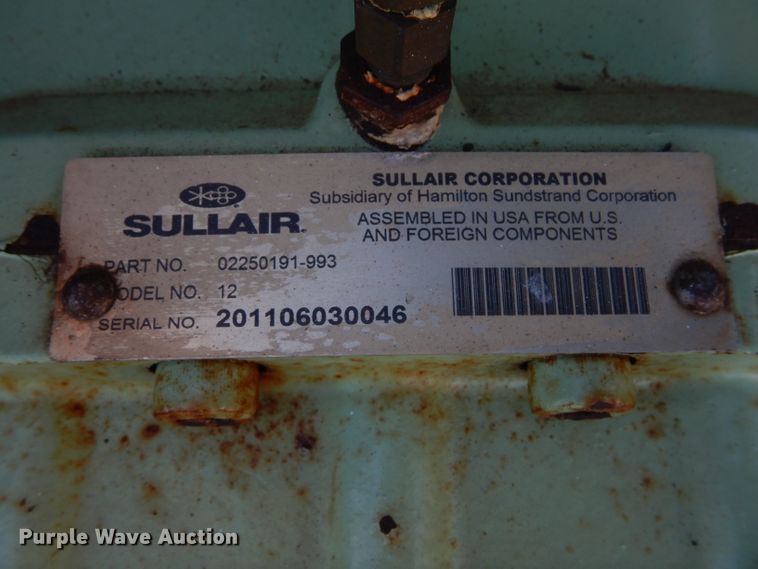 SULLAIR CORPORATION
Subsidiary of Hamilton Sundstrand Corporation
SULLAIR.
ASSEMBLED IN USA FROM U.S.
AND FOREIGN COMPONENTS
PART NO. 02250191-993
MODEL NO. 12
SERIAL NO. 201106030046
Purple Wave Auction